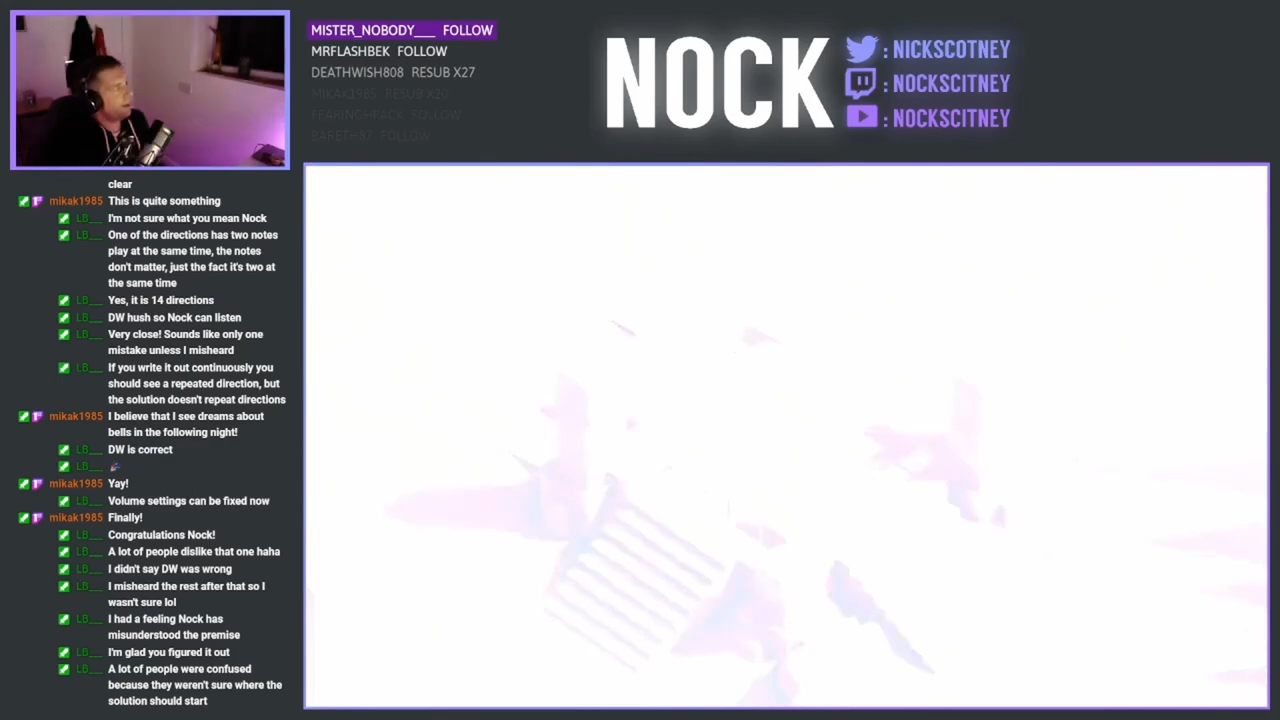 MISTER_NOBODY___ FOLLOW
MRFLASHBEK FOLLOW
DEATHWISH808 RESUB X27
MIKAK1985 RESUB X26
FOLLOW
BARETH87 FOLLOW
NOCK
: NICKSCOTNEY
: NOCKSCITNEY
: NOCKSCITNEY
clear
mikak1985 This is quite something
LB___ I'm not sure what you mean Nock
LB___ One of the directions has two notes
play at the same time, the notes
don't matter, just the fact it's two at
the same time
LB___ Yes, it is 14 directions
LB___ DW hush so Nock can listen
LB___ Very close! Sounds like only one
mistake unless I misheard
LB___ If you write it out continuously you
should see a repeated direction, but
the solution doesn't repeat directions
mikak1985 I believe that I see dreams about
bells in the following night!
LB___ DW is correct
LB___
mikak1985 Yay!
LB___ Volume settings can be fixed now
mikak1985 Finally!
LB___ Congratulations Nock!
LB___ A lot of people dislike that one haha
LB___ I didn't say DW was wrong
LB___ I misheard the rest after that so I
wasn't sure lol
LB___ I had a feeling Nock has
misunderstood the premise
LB___ I'm glad you figured it out
LB___ A lot of people were confused
because they weren't sure where the
solution should start